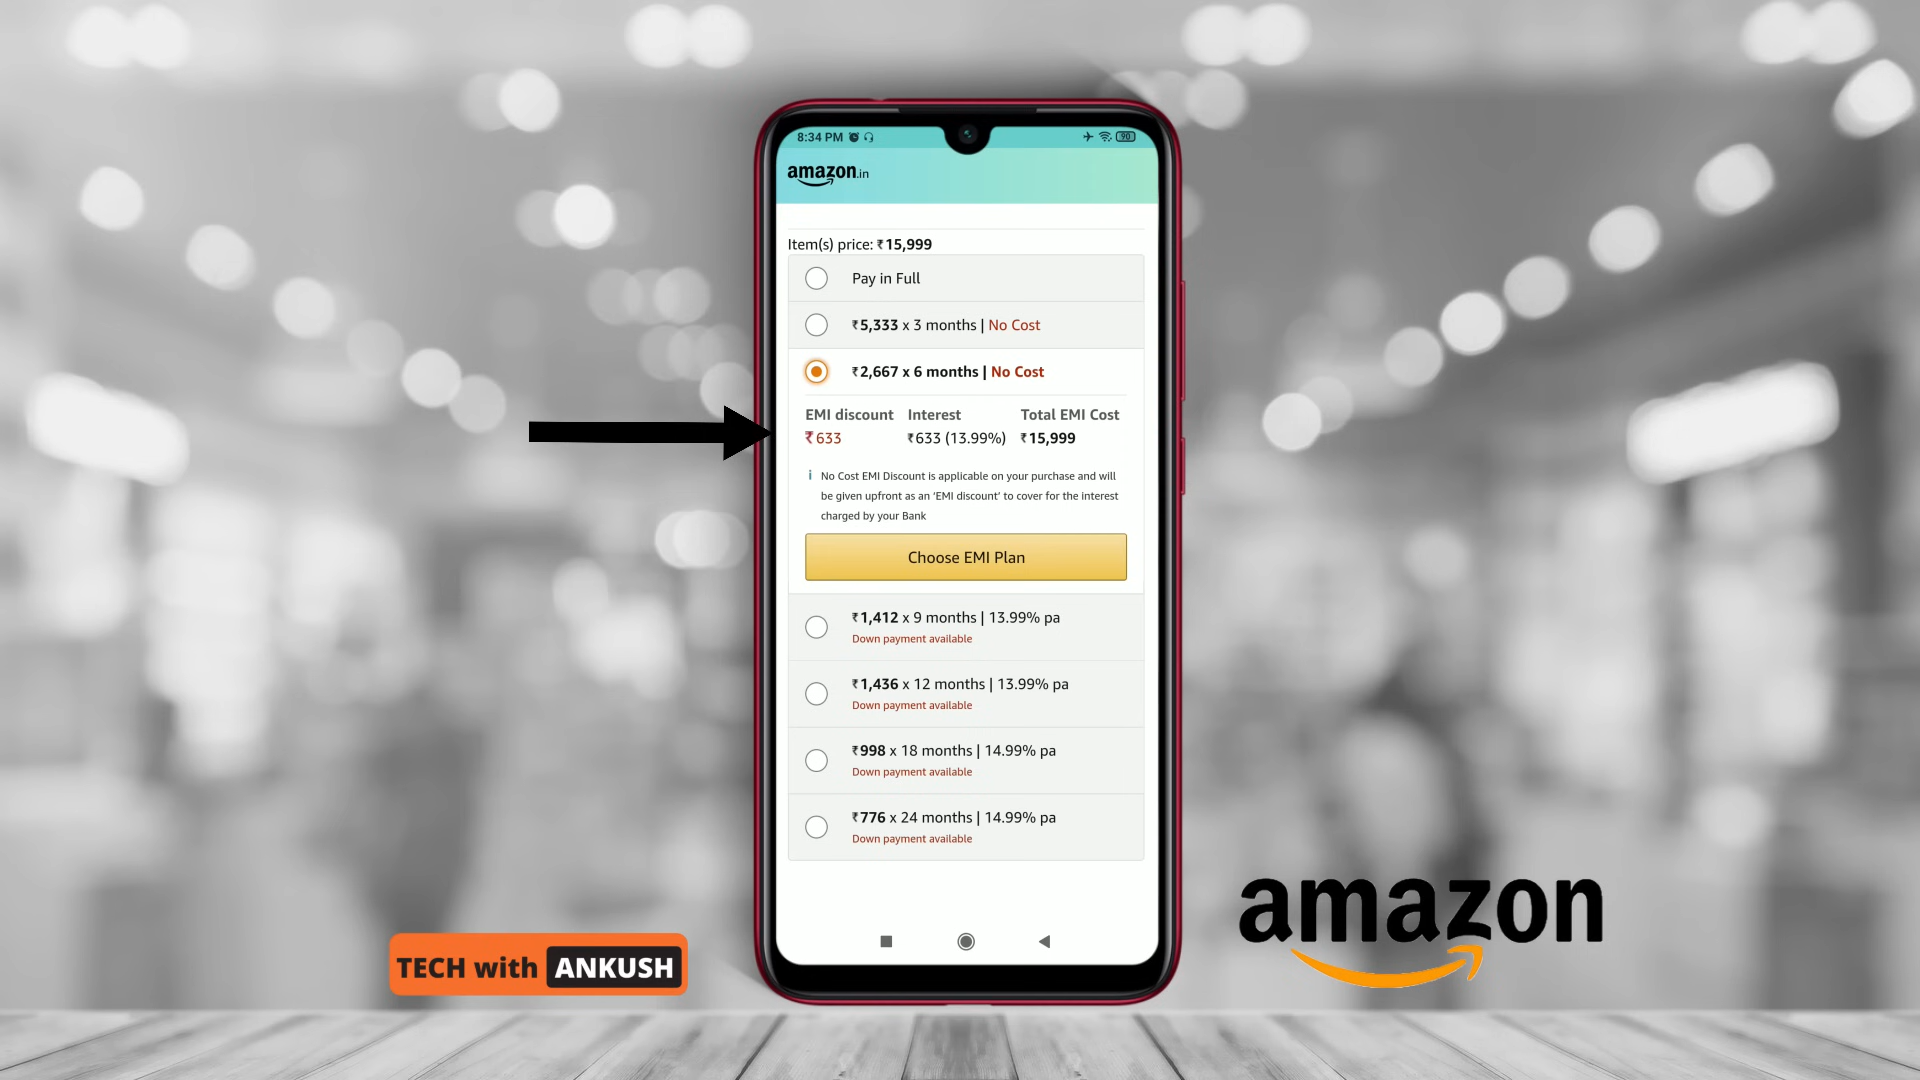 8:34 PM
90
amazon.in
Item(s) price: ₹15,999
Pay in Full
₹5,333 x 3 months | No Cost
₹2,667 x 6 months | No Cost
EMI discount Interest Total EMI Cost
₹633 ₹633 (13.99%) ₹15,999
i No Cost EMI Discount is applicable on your purchase and will
be given upfront as an ‘EMI discount’ to cover for the interest
charged by your Bank
Choose EMI Plan
₹1,412 x 9 months | 13.99% pa
Down payment available
₹1,436 x 12 months | 13.99% pa
Down payment available
₹998 x 18 months | 14.99% pa
Down payment available
₹776 x 24 months | 14.99% pa
Down payment available
amazon
TECH with ANKUSH